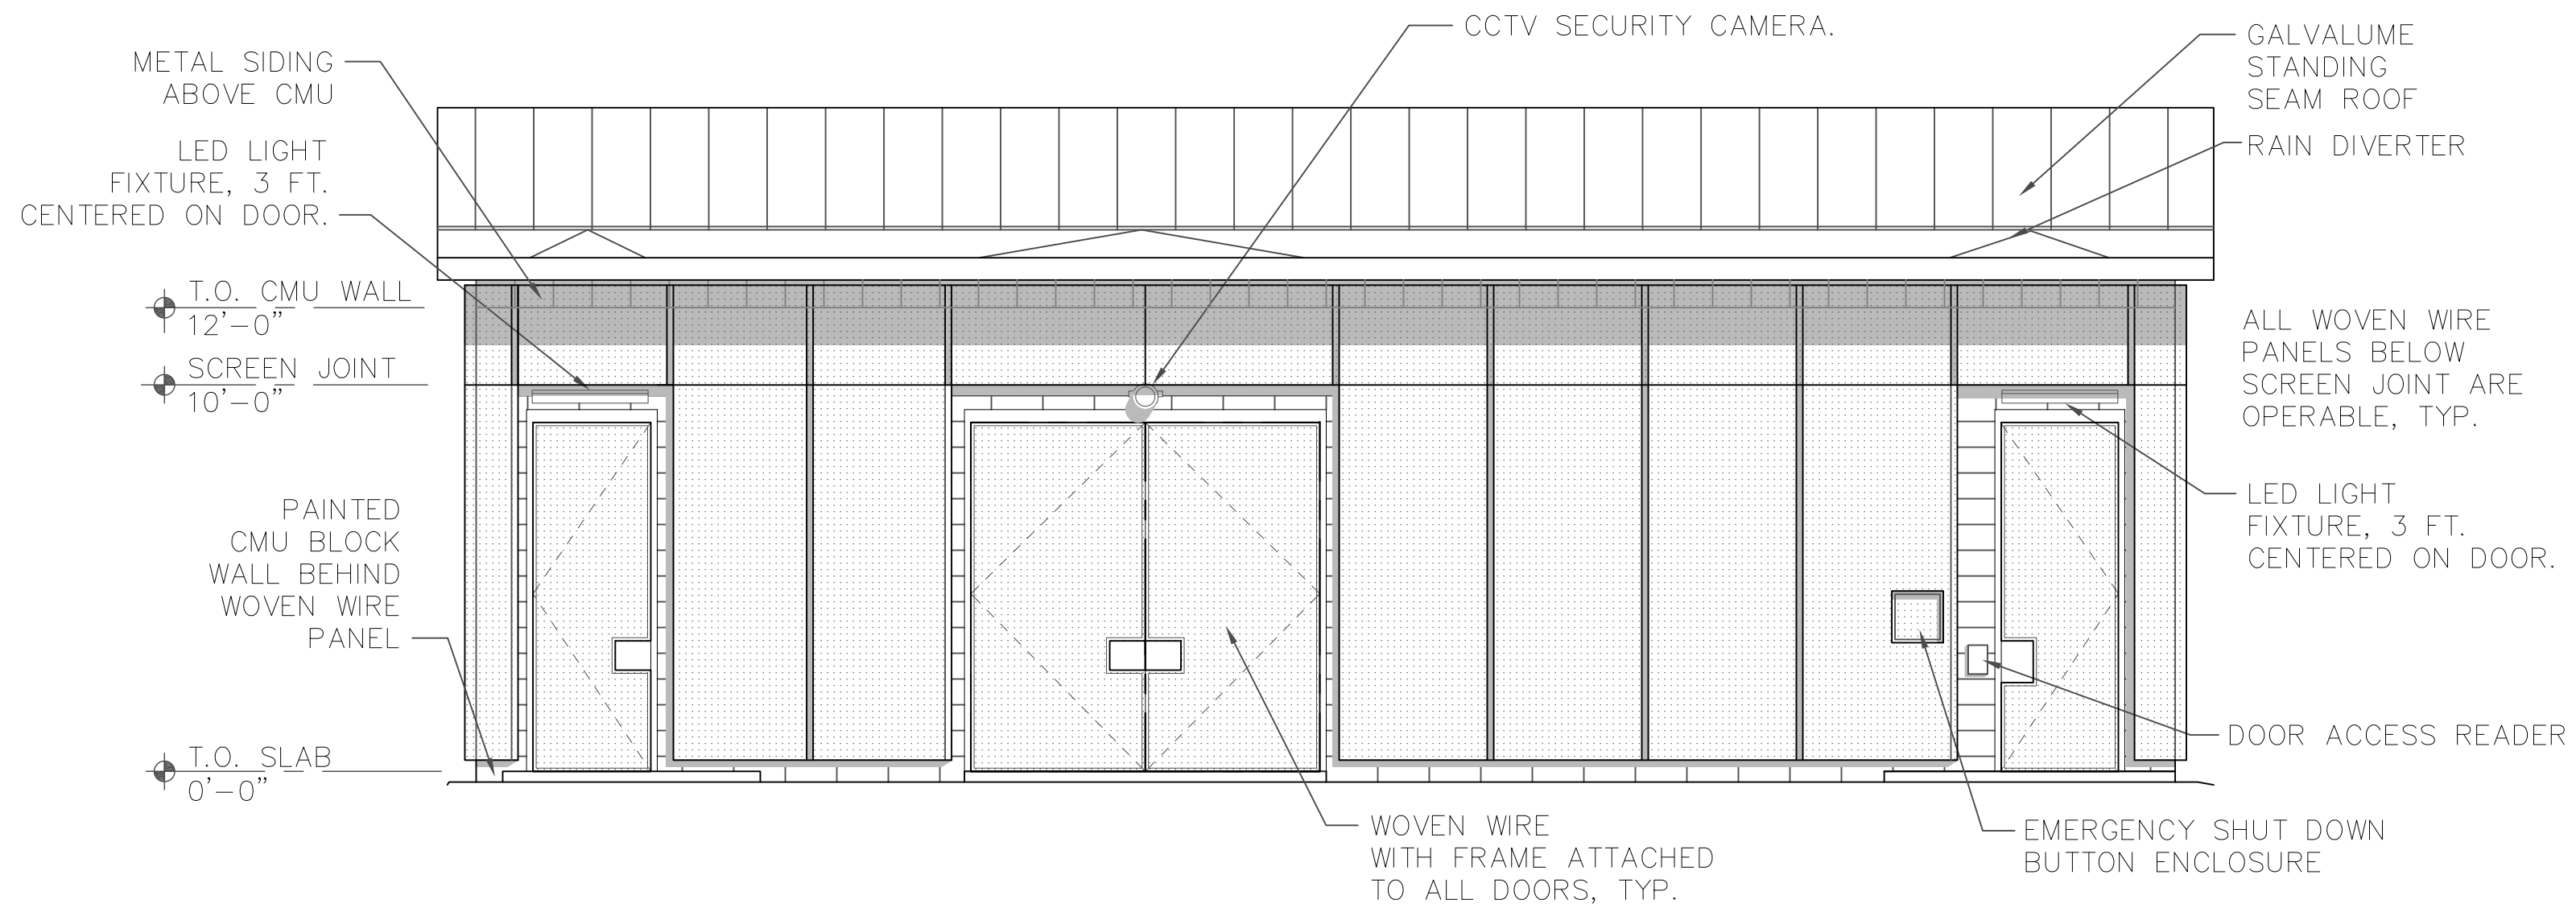 CCTV SECURITY CAMERA.
METAL SIDING
ABOVE CMU
LED LIGHT
FIXTURE, 3 FT.
CENTERED ON DOOR.
T.O. CMU WALL
12'-0"
SCREEN JOINT
10'-0"
PAINTED
CMU BLOCK
WALL BEHIND
WOVEN WIRE
PANEL
T.O. SLAB
0'-0"
GALVALUME
STANDING
SEAM ROOF
RAIN DIVERTER
ALL WOVEN WIRE
PANELS BELOW
SCREEN JOINT ARE
OPERABLE, TYP.
LED LIGHT
FIXTURE, 3 FT.
CENTERED ON DOOR.
DOOR ACCESS READER
EMERGENCY SHUT DOWN
BUTTON ENCLOSURE
WOVEN WIRE
WITH FRAME ATTACHED
TO ALL DOORS, TYP.